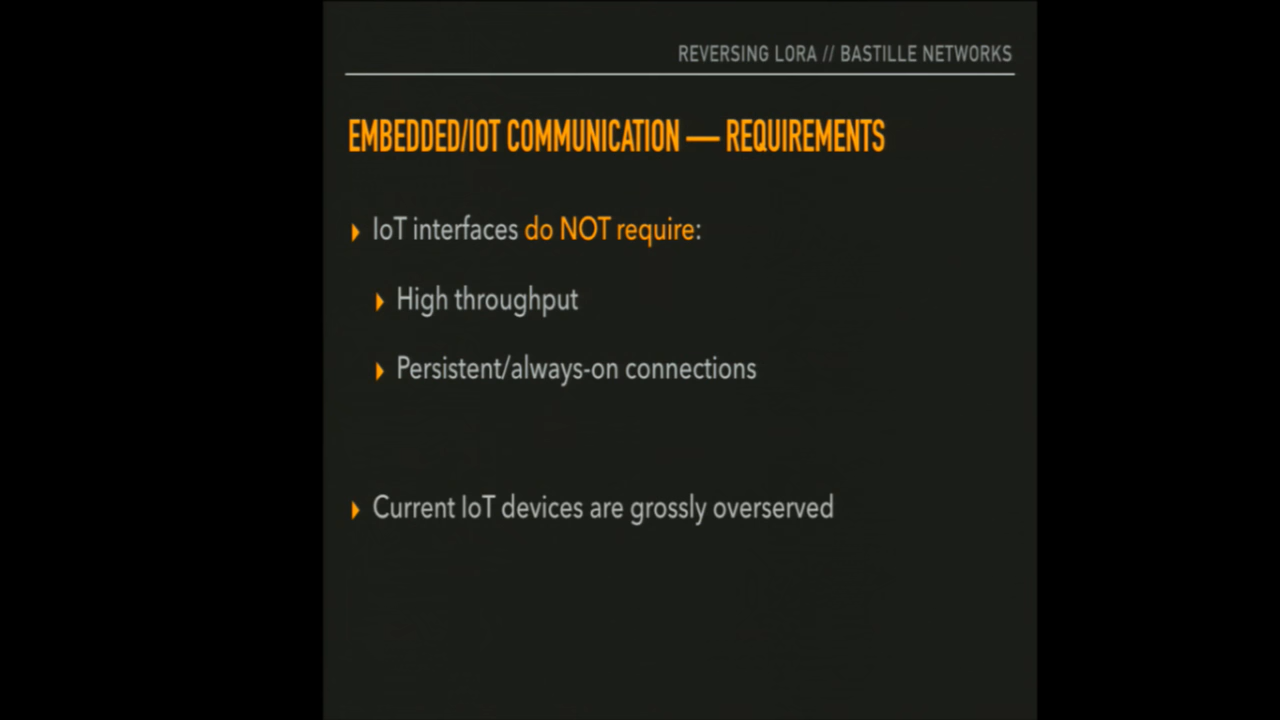 REVERSING LORA // BASTILLE NETWORKS
EMBEDDED/IOT COMMUNICATION — REQUIREMENTS
IoT interfaces do NOT require:
High throughput
Persistent/always-on connections
Current IoT devices are grossly overserved